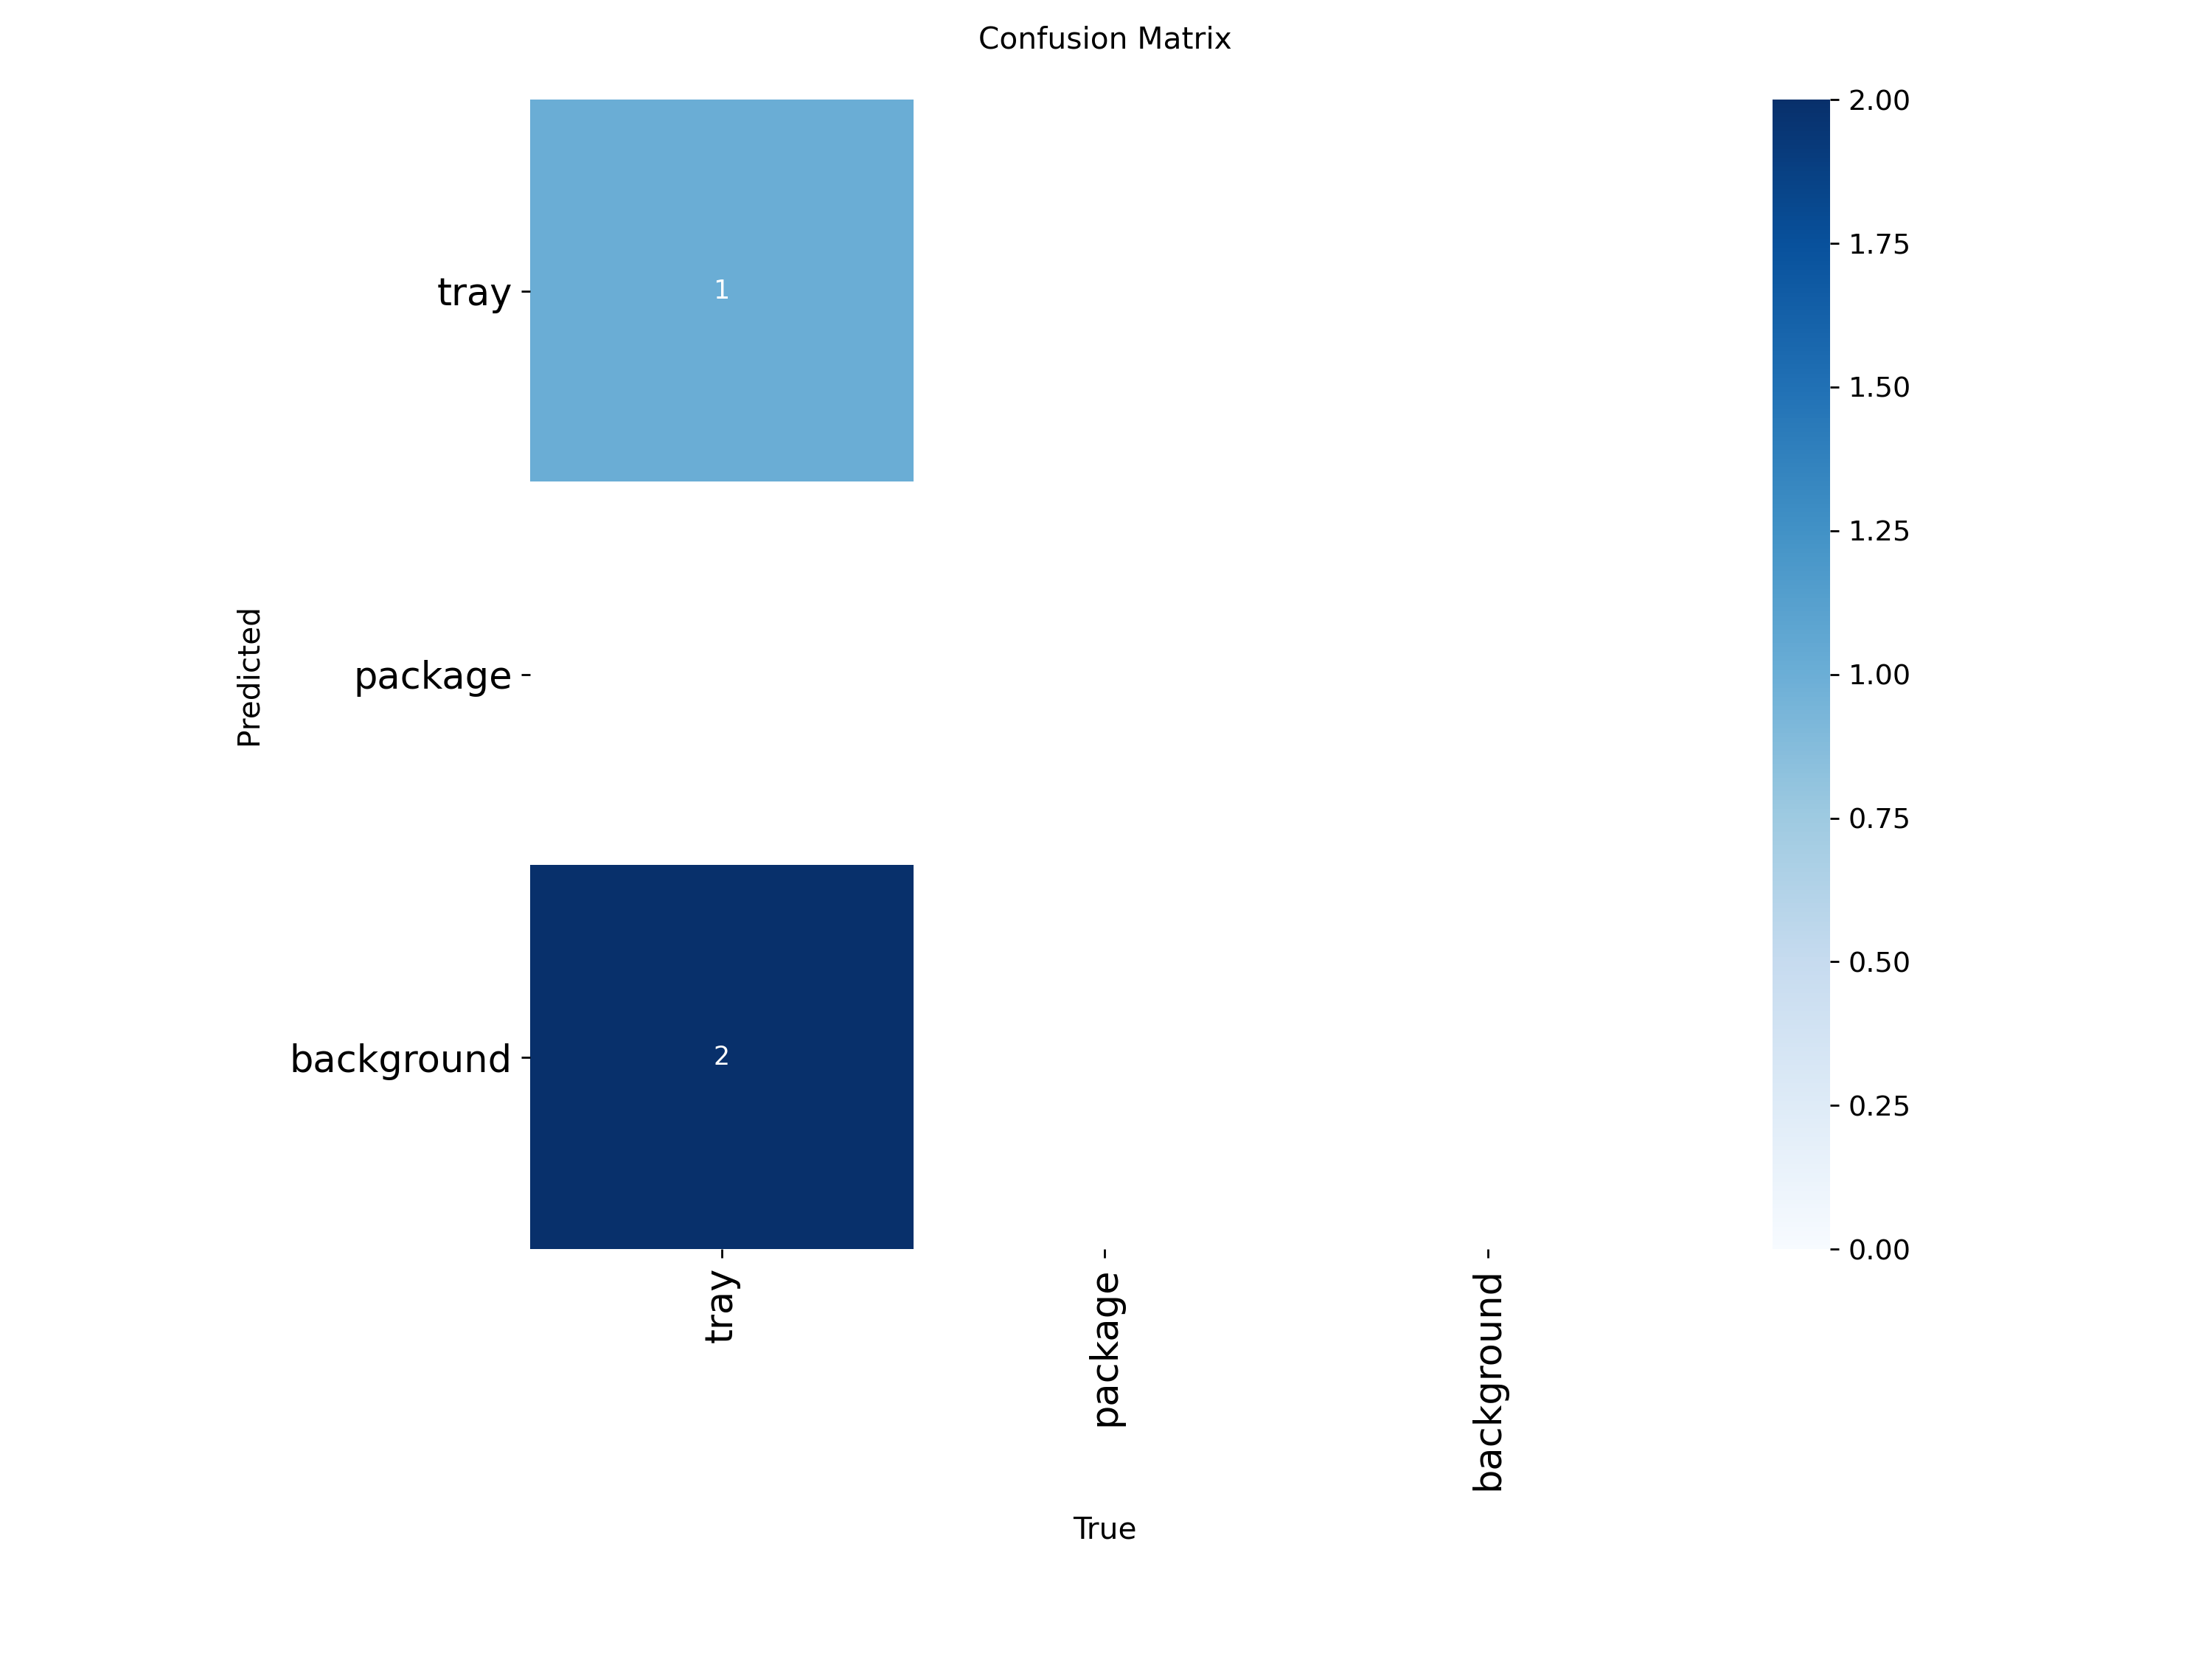 Confusion Matrix
tray
package
background
Predicted
1
2
tray
package
background
True
2.00
1.75
1.50
1.25
1.00
0.75
0.50
0.25
0.00